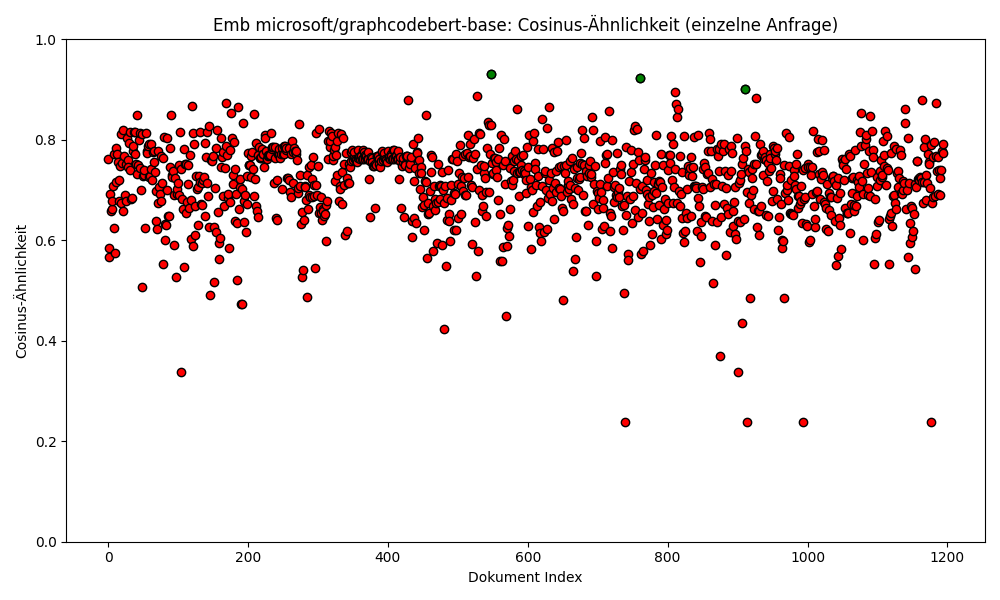 Emb microsoft/graphcodebert-base: Cosinus-Ähnlichkeit (einzelne Anfrage)
Cosinus-Ähnlichkeit
1.0
0.8
0.6
0.4
0.2
0.0
0 200 400 600 800 1000 1200
Dokument Index